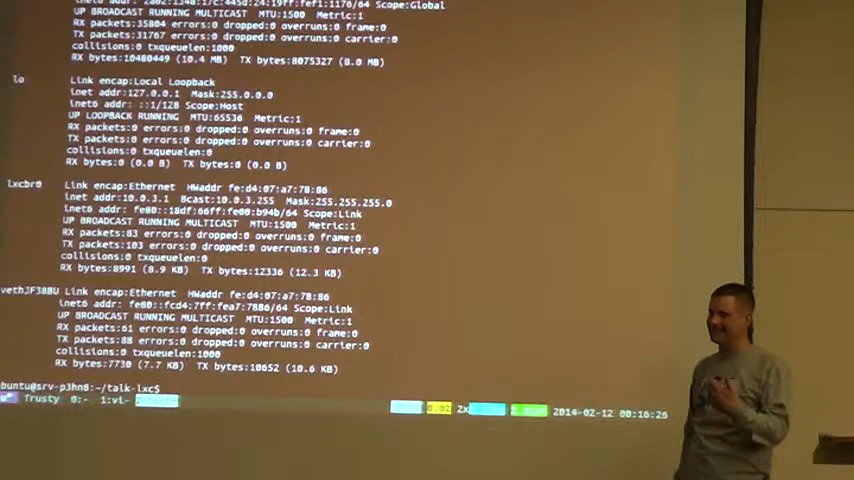 inet6 addr: 2a02:1348:17c:445d:24:19ff:fef1:1176/64 Scope:Global
UP BROADCAST RUNNING MULTICAST MTU:1500 Metric:1
RX packets:35804 errors:0 dropped:0 overruns:0 frame:0
TX packets:31767 errors:0 dropped:0 overruns:0 carrier:0
collisions:0 txqueuelen:1000
RX bytes:10480449 (10.4 MB) TX bytes:8075327 (8.0 MB)
lo Link encap:Local Loopback
inet addr:127.0.0.1 Mask:255.0.0.0
inet6 addr: ::1/128 Scope:Host
UP LOOPBACK RUNNING MTU:65536 Metric:1
RX packets:0 errors:0 dropped:0 overruns:0 frame:0
TX packets:0 errors:0 dropped:0 overruns:0 carrier:0
collisions:0 txqueuelen:0
RX bytes:0 (0.0 B) TX bytes:0 (0.0 B)
lxcbr0 Link encap:Ethernet HWaddr fe:d4:07:a7:78:86
inet addr:10.0.3.1 Bcast:10.0.3.255 Mask:255.255.255.0
inet6 addr: fe80::18df:66ff:fe00:b94b/64 Scope:Link
UP BROADCAST RUNNING MULTICAST MTU:1500 Metric:1
RX packets:83 errors:0 dropped:0 overruns:0 frame:0
TX packets:103 errors:0 dropped:0 overruns:0 carrier:0
collisions:0 txqueuelen:0
RX bytes:8991 (8.9 KB) TX bytes:12336 (12.3 KB)
vethJF38BU Link encap:Ethernet HWaddr fe:d4:07:a7:78:86
inet6 addr: fe80::fcd4:7ff:fea7:7886/64 Scope:Link
UP BROADCAST RUNNING MULTICAST MTU:1500 Metric:1
RX packets:61 errors:0 dropped:0 overruns:0 frame:0
TX packets:88 errors:0 dropped:0 overruns:0 carrier:0
collisions:0 txqueuelen:1000
RX bytes:7730 (7.7 KB) TX bytes:10652 (10.6 KB)
buntu@srv-p3hn8:~/talk-lxc$
u* Trusty 0:- 1:vi- 0.02 2x 2014-02-12 00:16:26